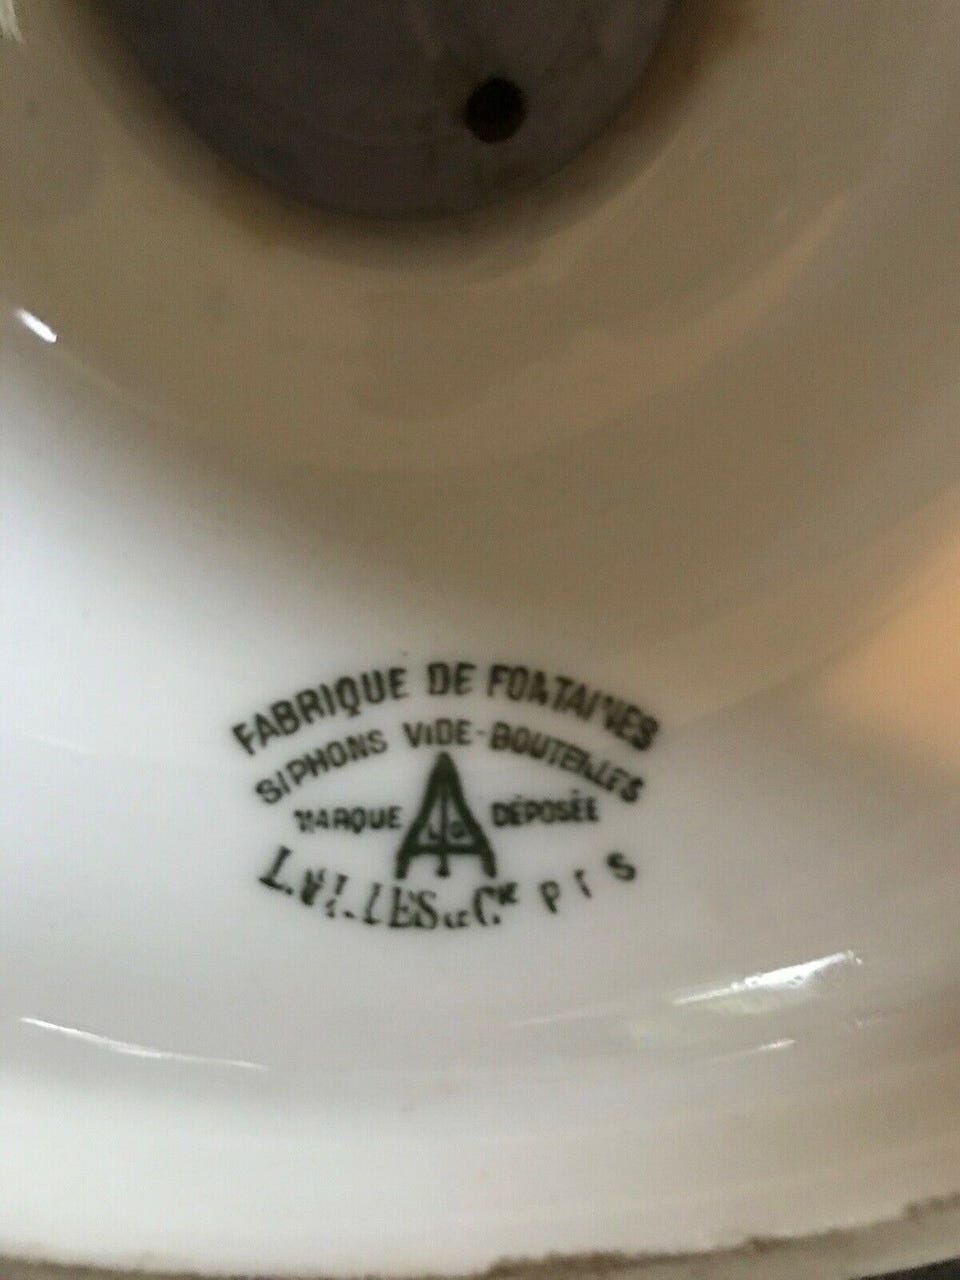 FABRIQUE DE FONTAINES
SIPHONS VIDE-BOUTEILLES
MARQUE DÉPOSÉE